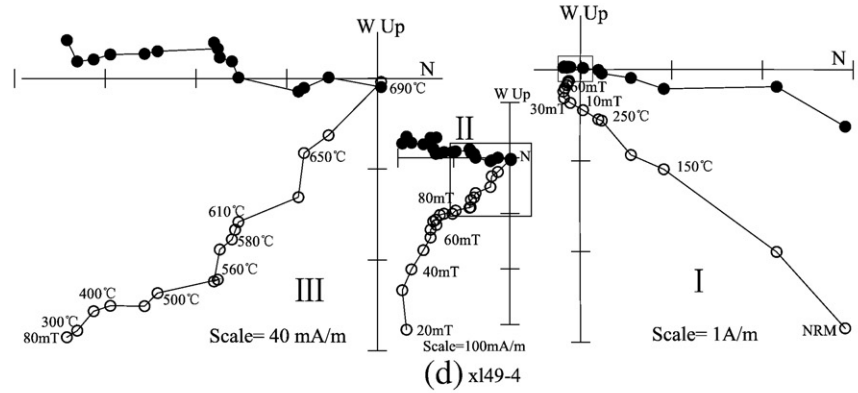 W Up
N
690℃
650℃
610℃
580℃
560℃
500℃
400℃
300℃
80mT
III
Scale= 40 mA/m
W Up
II
N
80mT
60mT
40mT
20mT
Scale=100mA/m
W Up
N
60mT
30mT
10mT
250℃
150℃
I
NRM
Scale= 1A/m
(d) xl49-4